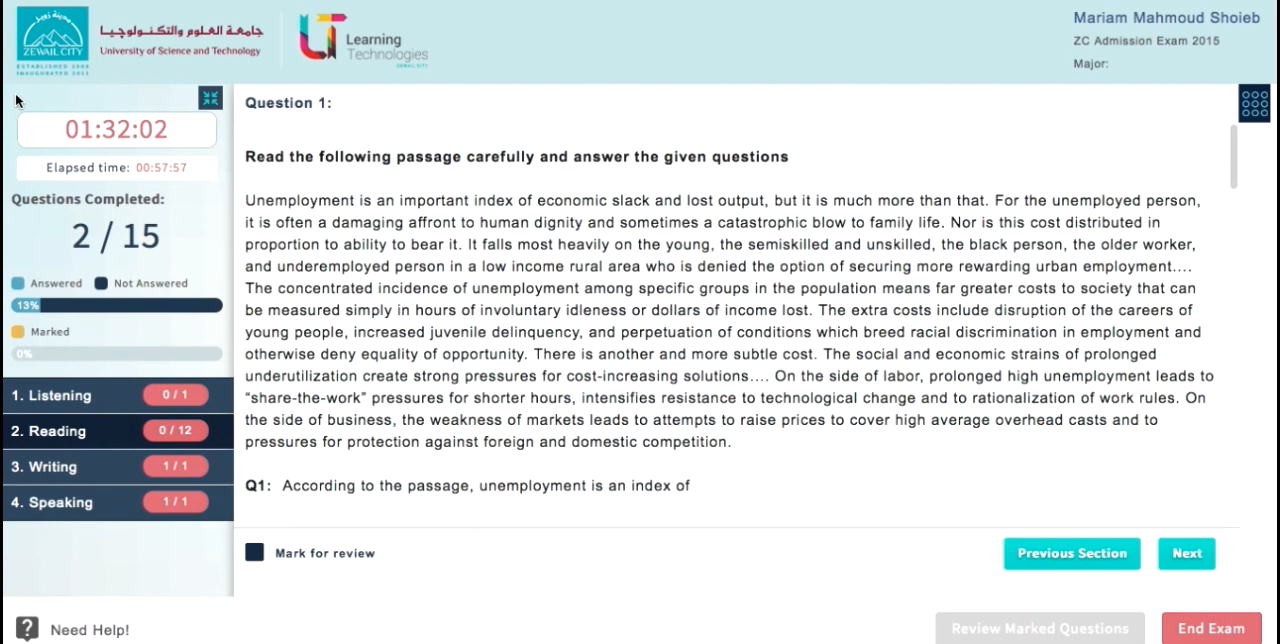 مدينة زويل
ZEWAIL CITY
ESTABLISHED 2000
INAUGURATED 2011
جامعة العلوم والتكنولوجيا
University of Science and Technology
Learning
Technologies
ZEWAIL CITY
Mariam Mahmoud Shoieb
ZC Admission Exam 2015
Major:
01:32:02
Elapsed time: 00:57:57
Questions Completed:
2 / 15
Answered Not Answered
13%
Marked
0%
1. Listening 0 / 1
2. Reading 0 / 12
3. Writing 1 / 1
4. Speaking 1 / 1
Question 1:
Read the following passage carefully and answer the given questions
Unemployment is an important index of economic slack and lost output, but it is much more than that. For the unemployed person,
it is often a damaging affront to human dignity and sometimes a catastrophic blow to family life. Nor is this cost distributed in
proportion to ability to bear it. It falls most heavily on the young, the semiskilled and unskilled, the black person, the older worker,
and underemployed person in a low income rural area who is denied the option of securing more rewarding urban employment....
The concentrated incidence of unemployment among specific groups in the population means far greater costs to society that can
be measured simply in hours of involuntary idleness or dollars of income lost. The extra costs include disruption of the careers of
young people, increased juvenile delinquency, and perpetuation of conditions which breed racial discrimination in employment and
otherwise deny equality of opportunity. There is another and more subtle cost. The social and economic strains of prolonged
underutilization create strong pressures for cost-increasing solutions.... On the side of labor, prolonged high unemployment leads to
“share-the-work” pressures for shorter hours, intensifies resistance to technological change and to rationalization of work rules. On
the side of business, the weakness of markets leads to attempts to raise prices to cover high average overhead casts and to
pressures for protection against foreign and domestic competition.
Q1: According to the passage, unemployment is an index of
Mark for review
Previous Section
Next
Need Help!
Review Marked Questions
End Exam